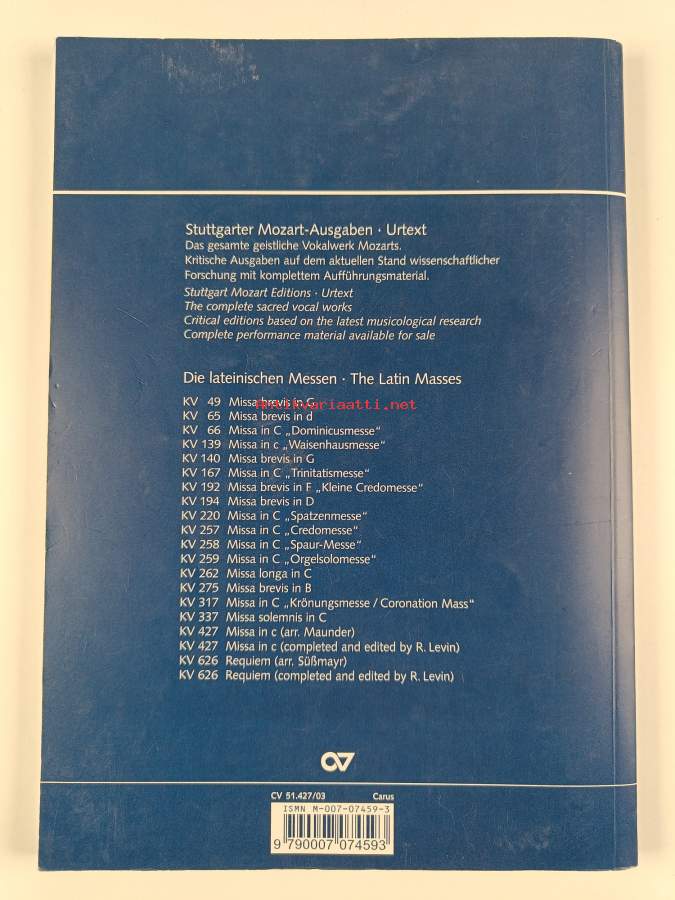 Stuttgarter Mozart-Ausgaben · Urtext
Das gesamte geistliche Vokalwerk Mozarts.
Kritische Ausgaben auf dem aktuellen Stand wissenschaftlicher
Forschung mit komplettem Aufführungsmaterial.
Stuttgart Mozart Editions · Urtext
The complete sacred vocal works
Critical editions based on the latest musicological research
Complete performance material available for sale
Die lateinischen Messen · The Latin Masses
KV 49 Missa brevis in G
Antikvariaatti.net
KV 65 Missa brevis in d
KV 66 Missa in C „Dominicusmesse“
KV 139 Missa in c „Waisenhausmesse“
KV 140 Missa brevis in G
KV 167 Missa in C „Trinitatismesse“
KV 192 Missa brevis in F „Kleine Credomesse“
KV 194 Missa brevis in D
KV 220 Missa in C „Spatzenmesse“
KV 257 Missa in C „Credomesse“
KV 258 Missa in C „Spaur-Messe“
KV 259 Missa in C „Orgelsolomesse“
KV 262 Missa longa in C
KV 275 Missa brevis in B
KV 317 Missa in C „Krönungsmesse / Coronation Mass“
KV 337 Missa solemnis in C
KV 427 Missa in c (arr. Maunder)
KV 427 Missa in c (completed and edited by R. Levin)
KV 626 Requiem (arr. Süßmayr)
KV 626 Requiem (completed and edited by R. Levin)
CV 51.427/03 Carus
ISMN M-007-07459-3
9 790007 074593